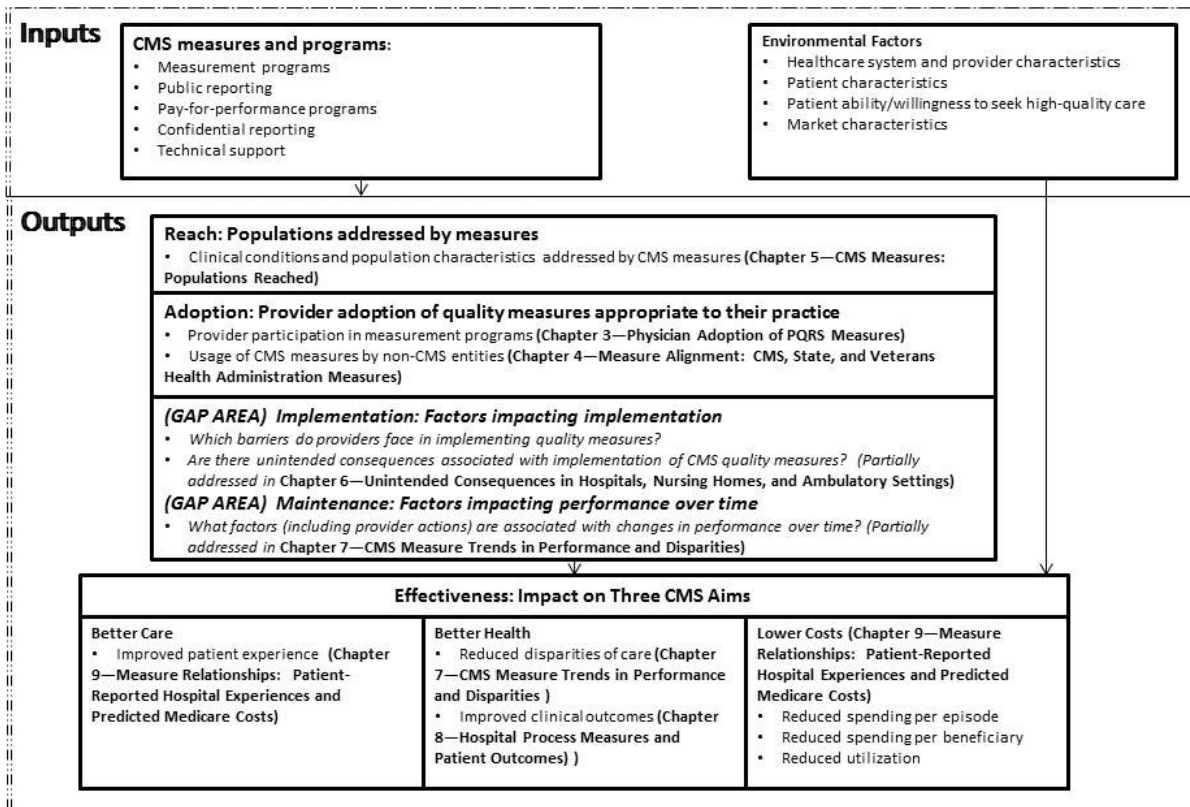 Inputs
CMS measures and programs:
• Measurement programs
• Public reporting
• Pay-for-performance programs
• Confidential reporting
• Technical support
Environmental Factors
• Healthcare system and provider characteristics
• Patient characteristics
• Patient ability/willingness to seek high-quality care
• Market characteristics
Outputs
Reach: Populations addressed by measures
• Clinical conditions and population characteristics addressed by CMS measures (Chapter 5—CMS Measures:
Populations Reached)
Adoption: Provider adoption of quality measures appropriate to their practice
• Provider participation in measurement programs (Chapter 3—Physician Adoption of PQRS Measures)
• Usage of CMS measures by non-CMS entities (Chapter 4—Measure Alignment: CMS, State, and Veterans
Health Administration Measures)
(GAP AREA) Implementation: Factors impacting implementation
• Which barriers do providers face in implementing quality measures?
• Are there unintended consequences associated with implementation of CMS quality measures? (Partially
addressed in Chapter 6—Unintended Consequences in Hospitals, Nursing Homes, and Ambulatory Settings)
(GAP AREA) Maintenance: Factors impacting performance over time
• What factors (including provider actions) are associated with changes in performance over time? (Partially
addressed in Chapter 7—CMS Measure Trends in Performance and Disparities)
Effectiveness: Impact on Three CMS Aims
Better Care
• Improved patient experience (Chapter
9—Measure Relationships: Patient-
Reported Hospital Experiences and
Predicted Medicare Costs)
Better Health
• Reduced disparities of care (Chapter
7—CMS Measure Trends in Performance
and Disparities )
• Improved clinical outcomes (Chapter
8—Hospital Process Measures and
Patient Outcomes) )
Lower Costs (Chapter 9—Measure
Relationships: Patient-Reported
Hospital Experiences and Predicted
Medicare Costs)
• Reduced spending per episode
• Reduced spending per beneficiary
• Reduced utilization